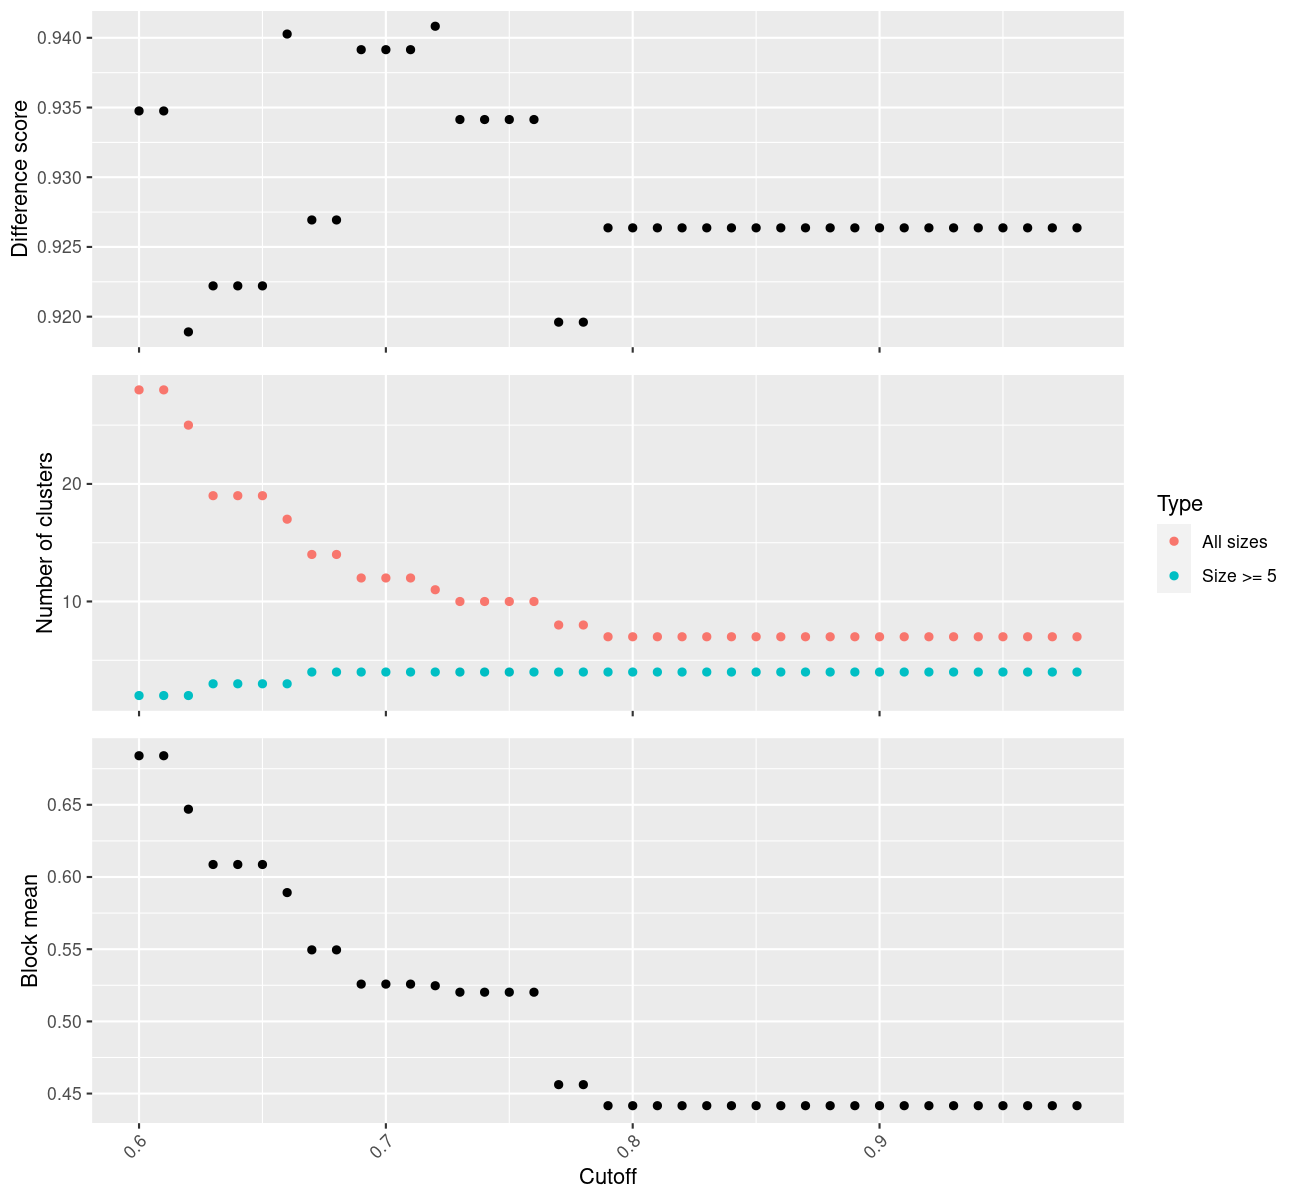 0.940
0.935
0.930
0.925
0.920
Difference score
20
10
Number of clusters
Type
All sizes
Size >= 5
0.65
0.60
0.55
0.50
0.45
Block mean
0.6
0.7
0.8
0.9
Cutoff